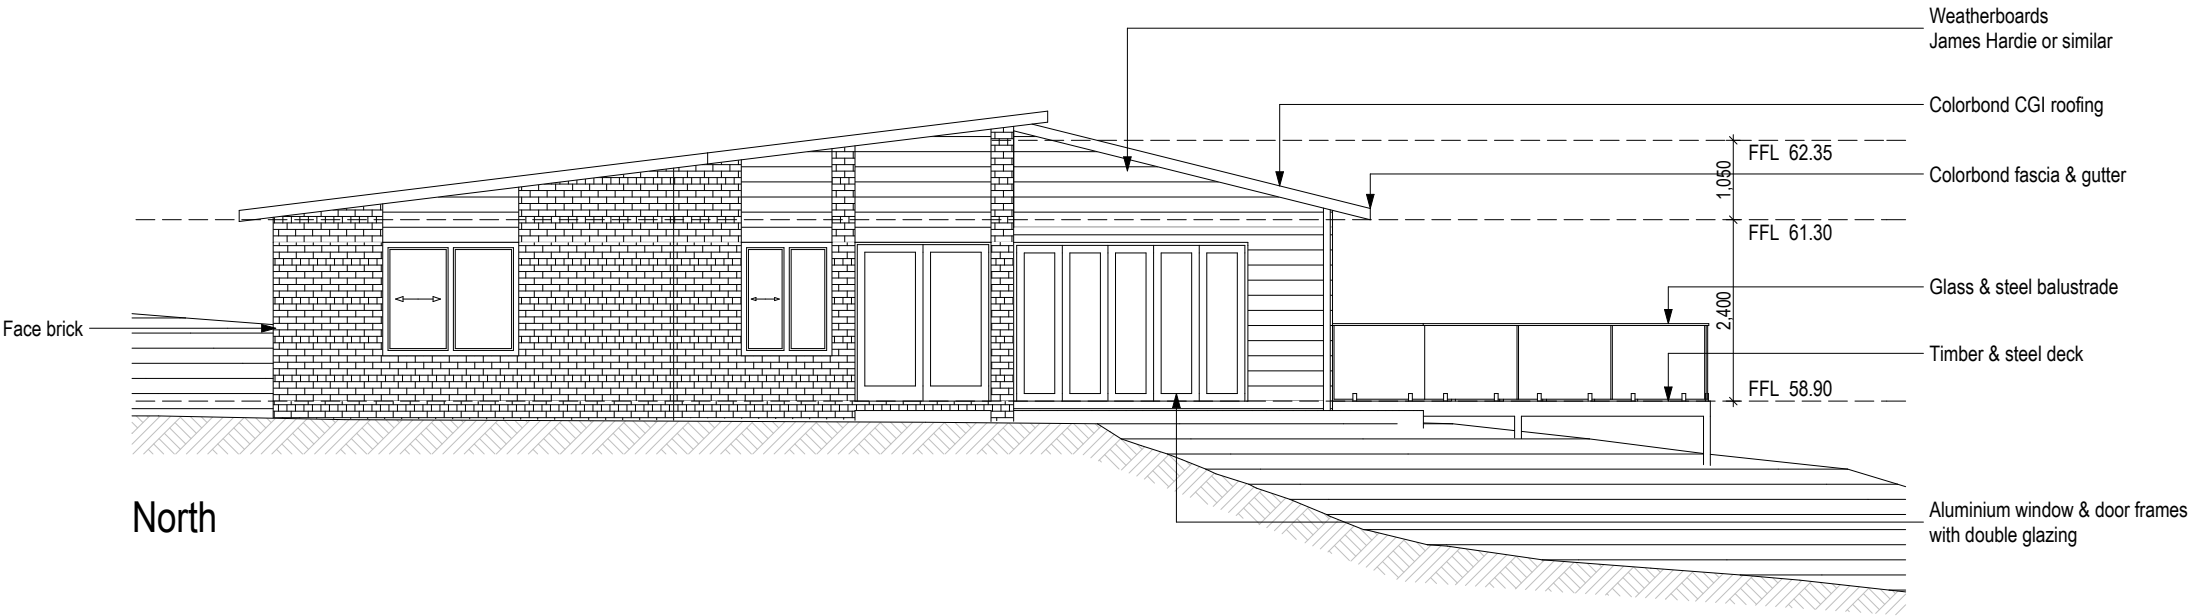 Weatherboards
James Hardie or similar
Colorbond CGI roofing
FFL 62.35
1,050
Colorbond fascia & gutter
FFL 61.30
Glass & steel balustrade
2,400
Face brick
Timber & steel deck
FFL 58.90
North
Aluminium window & door frames
with double glazing